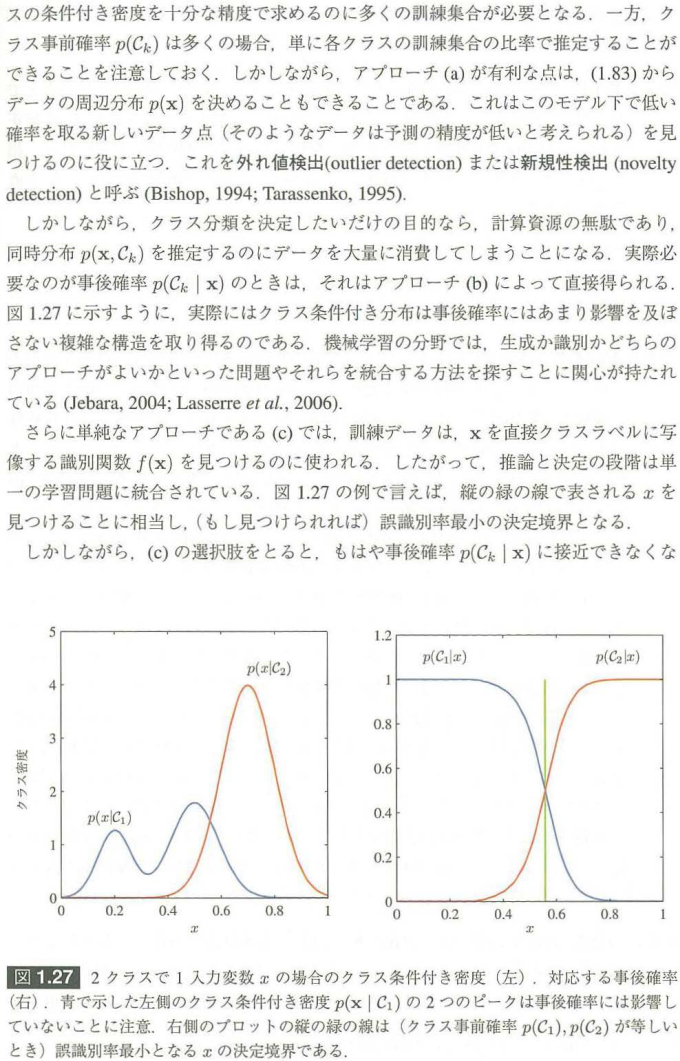 スの条件付き密度を十分な精度で求めるのに多くの訓練集合が必要となる．一方，ク
ラス事前確率 p(𝒞ₖ) は多くの場合，単に各クラスの訓練集合の比率で推定することが
できることを注意しておく．しかしながら，アプローチ (a) が有利な点は，(1.83) から
データの周辺分布 p(𝐱) を決めることもできることである．これはこのモデル下で低い
確率を取る新しいデータ点（そのようなデータは予測の精度が低いと考えられる）を見
つけるのに役に立つ．これを外れ値検出(outlier detection) または新規性検出 (novelty
detection) と呼ぶ (Bishop, 1994; Tarassenko, 1995).
しかしながら，クラス分類を決定したいだけの目的なら，計算資源の無駄であり，
同時分布 p(𝐱, 𝒞ₖ) を推定するのにデータを大量に消費してしまうことになる．実際必
要なのが事後確率 p(𝒞ₖ | 𝐱) のときは，それはアプローチ (b) によって直接得られる．
図 1.27 に示すように，実際にはクラス条件付き分布は事後確率にはあまり影響を及ぼ
さない複雑な構造を取り得るのである．機械学習の分野では，生成か識別かどちらの
アプローチがよいかといった問題やそれらを統合する方法を探すことに関心が持たれ
ている (Jebara, 2004; Lasserre et al., 2006).
さらに単純なアプローチである (c) では，訓練データは，𝐱 を直接クラスラベルに写
像する識別関数 f(𝐱) を見つけるのに使われる．したがって，推論と決定の段階は単
一の学習問題に統合されている．図 1.27 の例で言えば，縦の緑の線で表される x を
見つけることに相当し，（もし見つけられれば）誤識別率最小の決定境界となる．
しかしながら，(c) の選択肢をとると，もはや事後確率 p(𝒞ₖ | 𝐱) に接近できなくな
5
4
3
2
1
0
クラス密度
p(x|𝒞₁)
p(x|𝒞₂)
0 0.2 0.4 0.6 0.8 1
x
1.2
1
0.8
0.6
0.4
0.2
0
p(𝒞₁|x)
p(𝒞₂|x)
0 0.2 0.4 0.6 0.8 1
x
図 1.27 2 クラスで 1 入力変数 x の場合のクラス条件付き密度（左）．対応する事後確率
（右）．青で示した左側のクラス条件付き密度 p(𝐱 | 𝒞₁) の 2 つのピークは事後確率には影響し
ていないことに注意．右側のプロットの縦の緑の線は（クラス事前確率 p(𝒞₁), p(𝒞₂) が等しい
とき）誤識別率最小となる x の決定境界である．